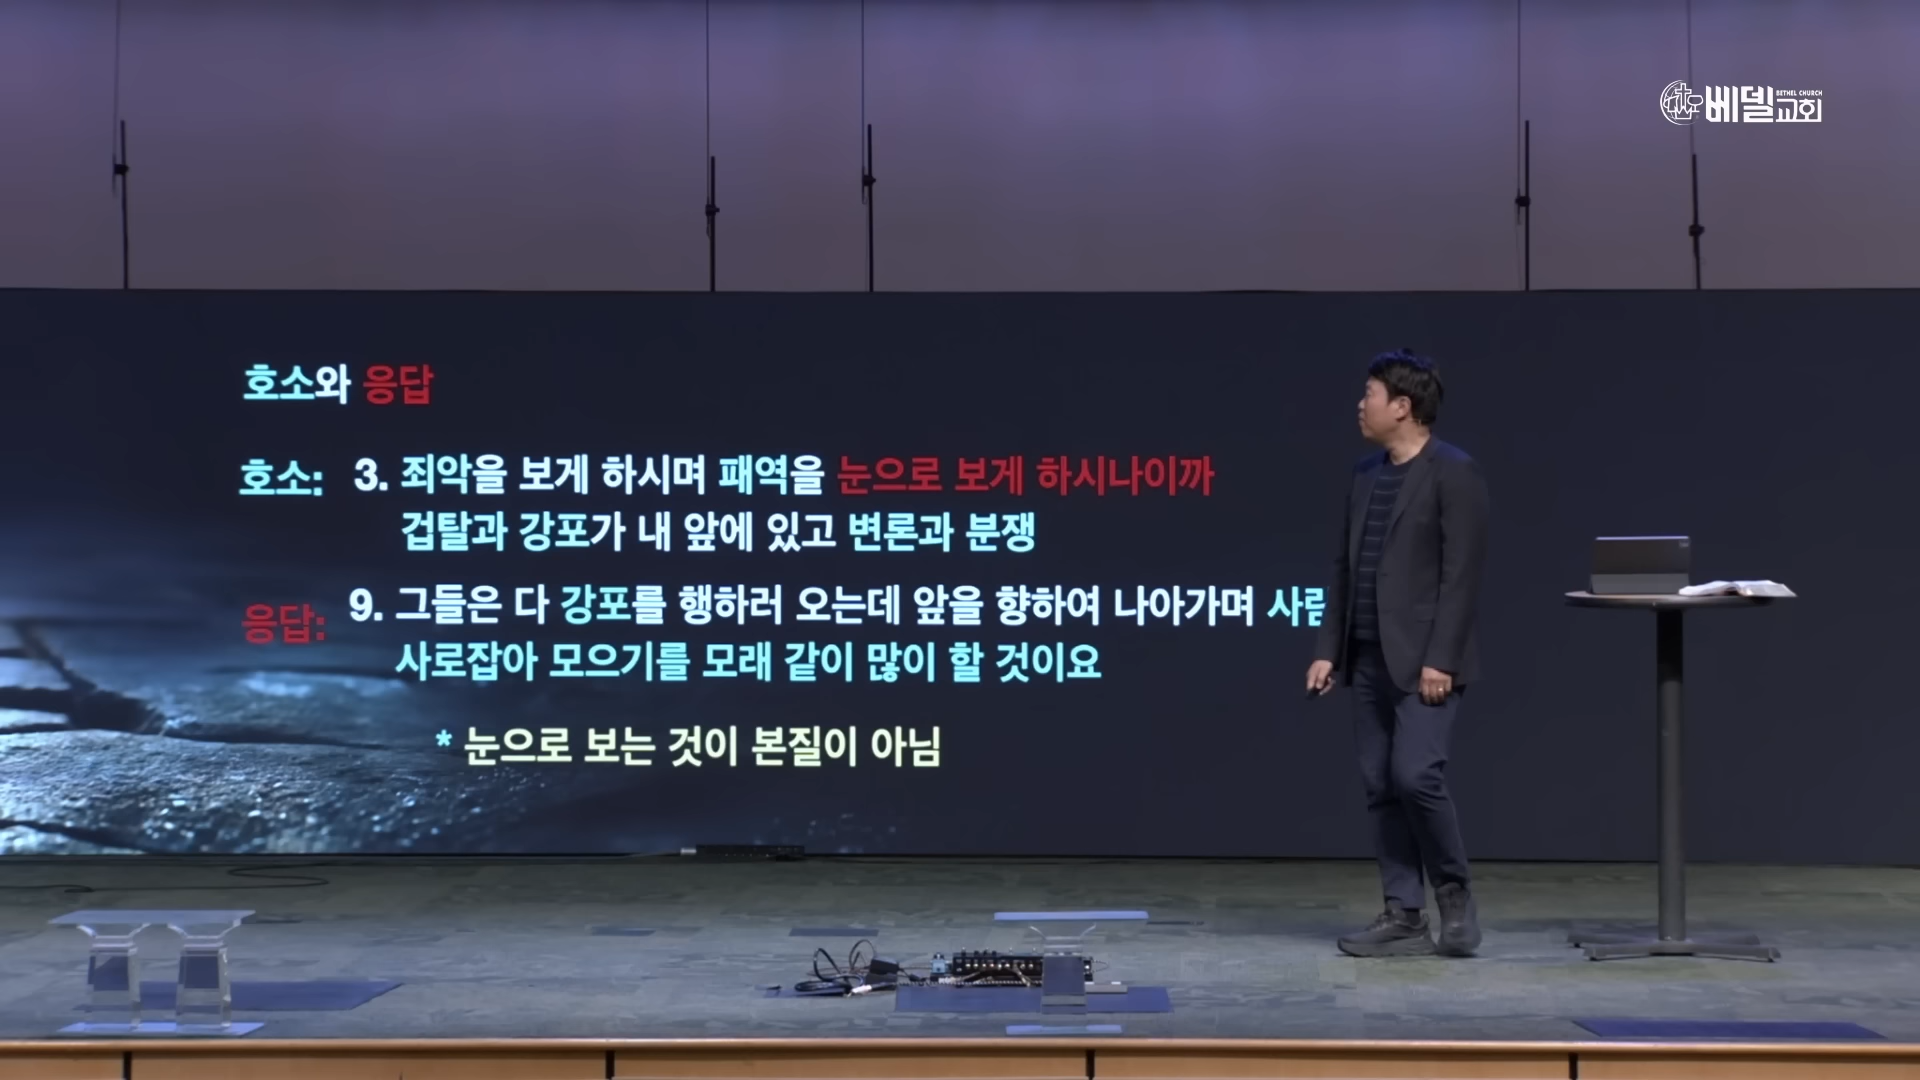 베델교회
BETHEL CHURCH
호소와 응답
호소: 3. 죄악을 보게 하시며 패역을 눈으로 보게 하시나이까
겁탈과 강포가 내 앞에 있고 변론과 분쟁
응답: 9. 그들은 다 강포를 행하러 오는데 앞을 향하여 나아가며
사로잡아 모으기를 모래 같이 많이 할 것이요
* 눈으로 보는 것이 본질이 아님